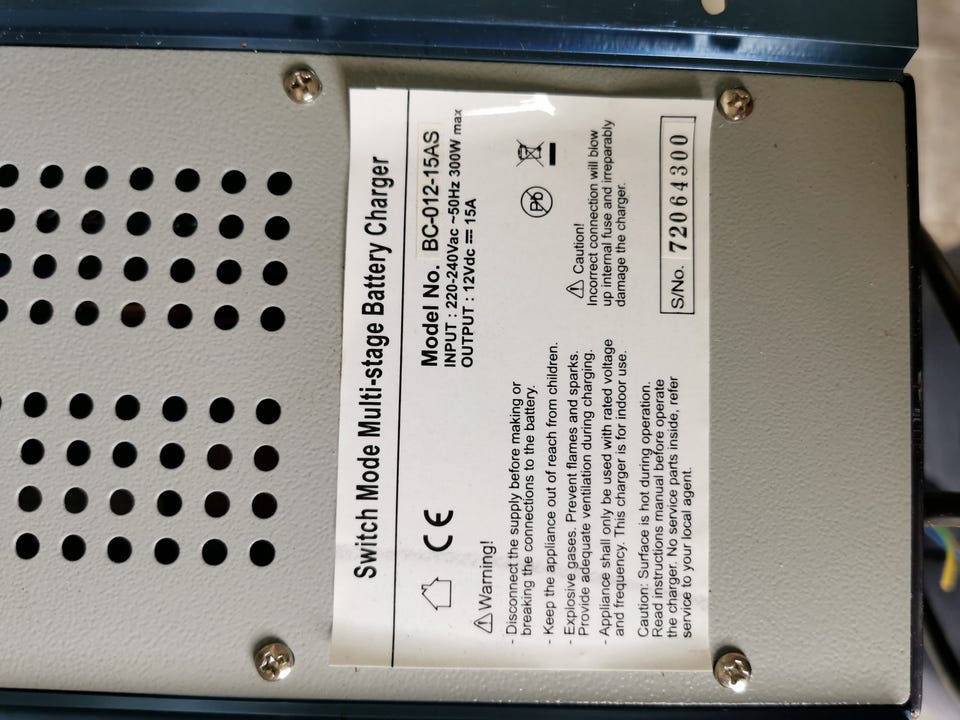 Switch Mode Multi-stage Battery Charger
Model No. BC-012-15AS
INPUT : 220-240Vac ~50Hz 300W max
OUTPUT : 12Vdc ⎓ 15A
CE
Pb
⚠Warning!
- Disconnect the supply before making or
breaking the connections to the battery.
- Keep the appliance out of reach from children.
- Explosive gases. Prevent flames and sparks.
Provide adequate ventilation during charging.
- Appliance shall only be used with rated voltage
and frequency. This charger is for indoor use.
Caution: Surface is hot during operation.
Read instructions manual before operate
the charger. No service parts inside, refer
service to your local agent.
⚠ Caution!
Incorrect connection will blow
up internal fuse and irreparably
damage the charger.
S/No. 72064300